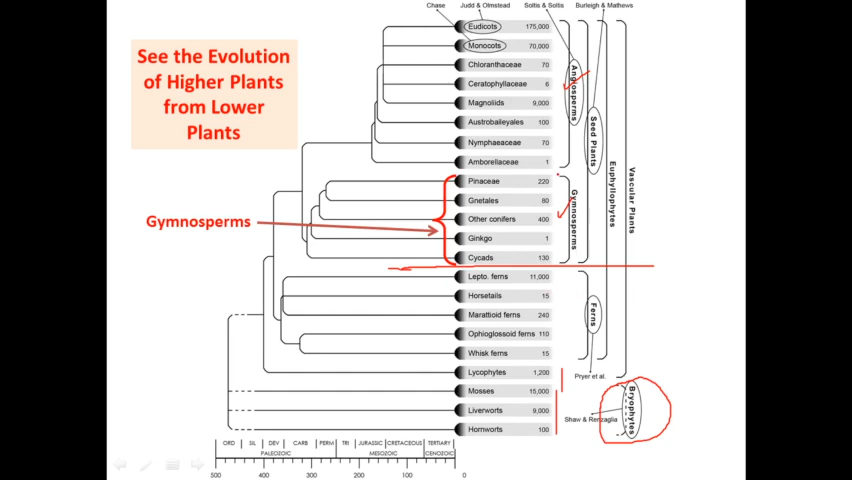 Chase Judd & Olmstead Soltis & Soltis Burleigh & Mathews
See the Evolution
of Higher Plants
from Lower
Plants
Gymnosperms
Eudicots 175,000
Monocots 70,000
Chloranthaceae 70
Ceratophyllaceae 6
Magnoliids 9,000
Austrobaileyales 100
Nymphaeaceae 70
Amborellaceae 1
Pinaceae 220
Gnetales 80
Other conifers 400
Ginkgo 1
Cycads 130
Lepto. ferns 11,000
Horsetails 15
Marattioid ferns 240
Ophioglossoid ferns 110
Whisk ferns 15
Lycophytes 1,200
Mosses 15,000
Liverworts 9,000
Hornworts 100
Angiosperms
Gymnosperms
Seed Plants
Ferns
Euphyllophytes
Vascular Plants
Bryophytes
Pryer et al.
Shaw & Renzaglia
ORD SIL DEV CARB PERM TRI JURASSIC CRETACEOUS TERTIARY
PALEOZOIC MESOZOIC CENOZOIC
500 400 300 200 100 0